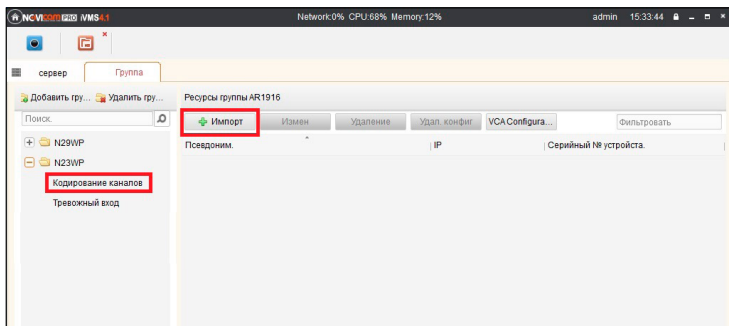 NOVIcom PRO iVMS4.1 Network:0% CPU:68% Memory:12% admin 15:33:44
сервер Группа
Добавить гру... Удалить гру... Ресурсы группы AR1916
Поиск. Импорт Измен Удаление Удал. конфиг VCA Configura... Фильтровать
N29WP Псевдоним. IP Серийный № устройста.
N23WP
Кодирование каналов
Тревожный вход